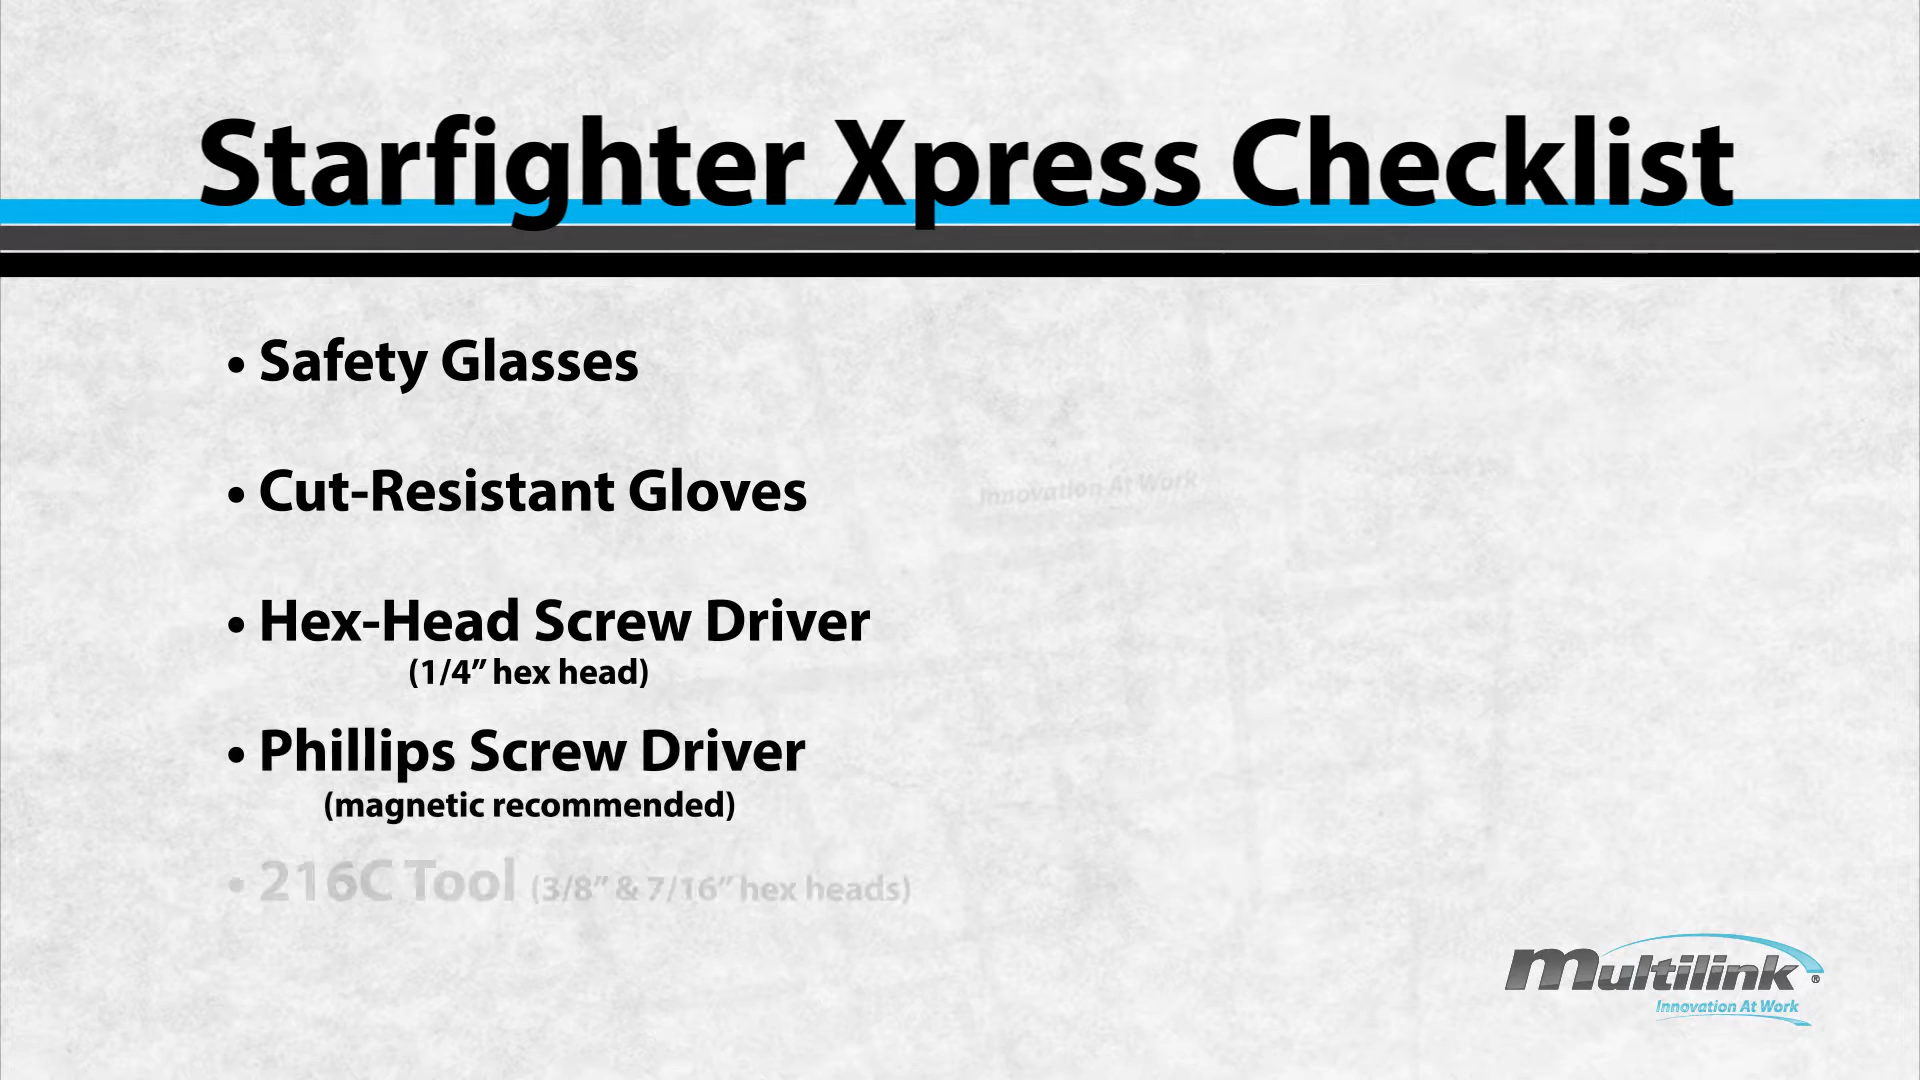 Starfighter Xpress Checklist
• Safety Glasses
• Cut-Resistant Gloves
Innovation At Work
• Hex-Head Screw Driver
(1/4” hex head)
• Phillips Screw Driver
(magnetic recommended)
• 216C Tool (3/8” & 7/16” hex heads)
multilink®
Innovation At Work